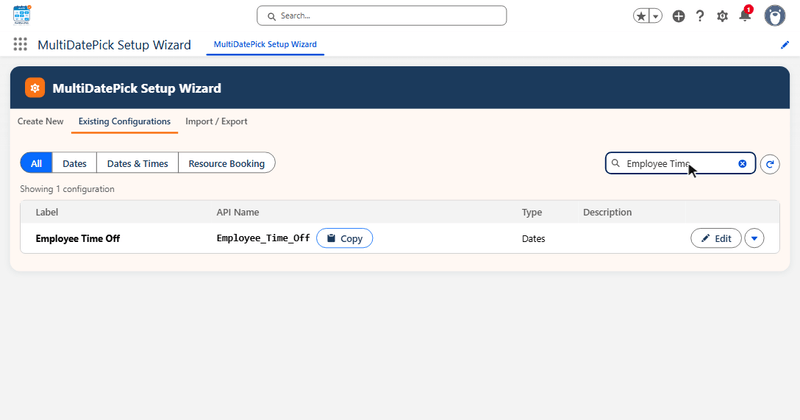 Search...
1
MultiDatePick Setup Wizard
MultiDatePick Setup Wizard
MultiDatePick Setup Wizard
Create New
Existing Configurations
Import / Export
All
Dates
Dates & Times
Resource Booking
Employee Time
Showing 1 configuration
Label
API Name
Type
Description
Employee Time Off
Employee_Time_Off
Copy
Dates
Edit